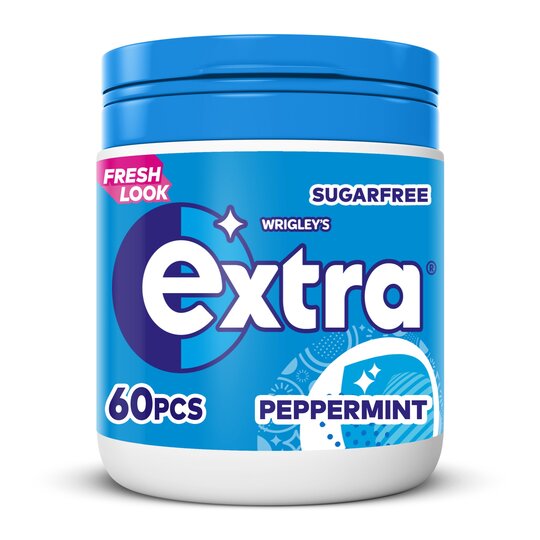 FRESH
LOOK
SUGARFREE
WRIGLEY'S
extra®
60PCS
PEPPERMINT